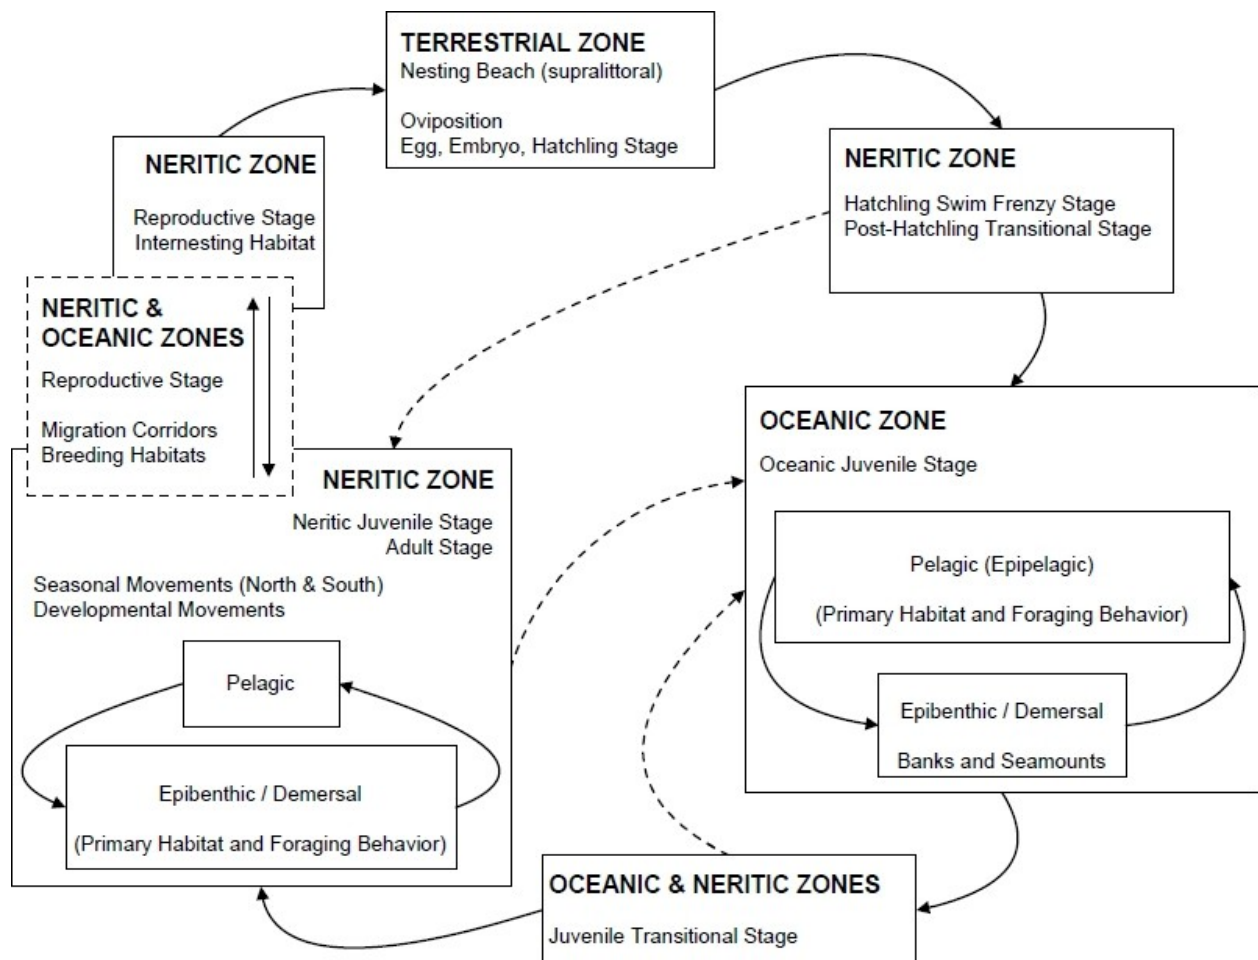 TERRESTRIAL ZONE
Nesting Beach (supralittoral)
Oviposition
Egg, Embryo, Hatchling Stage
NERITIC ZONE
Hatchling Swim Frenzy Stage
Post-Hatchling Transitional Stage
NERITIC ZONE
Reproductive Stage
Internesting Habitat
NERITIC &
OCEANIC ZONES
Reproductive Stage
Migration Corridors
Breeding Habitats
OCEANIC ZONE
Oceanic Juvenile Stage
Pelagic (Epipelagic)
(Primary Habitat and Foraging Behavior)
Epibenthic / Demersal
Banks and Seamounts
NERITIC ZONE
Neritic Juvenile Stage
Adult Stage
Seasonal Movements (North & South)
Developmental Movements
Pelagic
Epibenthic / Demersal
(Primary Habitat and Foraging Behavior)
OCEANIC & NERITIC ZONES
Juvenile Transitional Stage